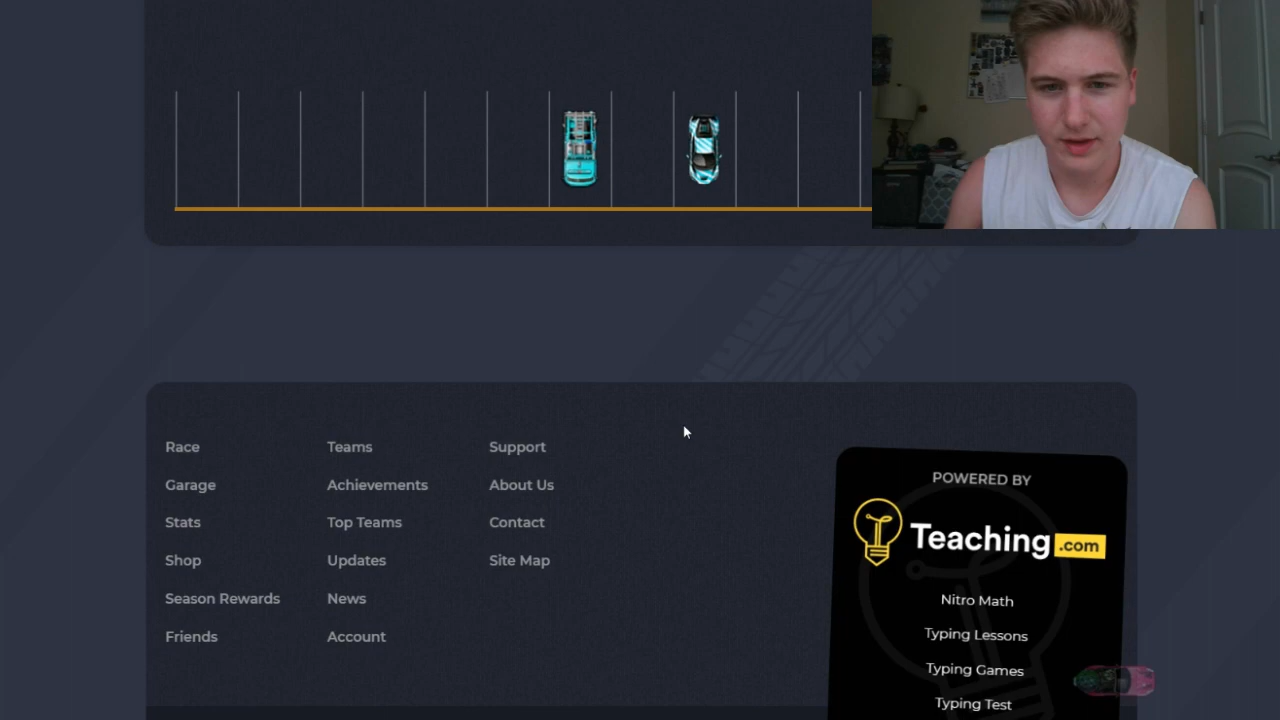 Race
Garage
Stats
Shop
Season Rewards
Friends
Teams
Achievements
Top Teams
Updates
News
Account
Support
About Us
Contact
Site Map
POWERED BY
Teaching.com
Nitro Math
Typing Lessons
Typing Games
Typing Test